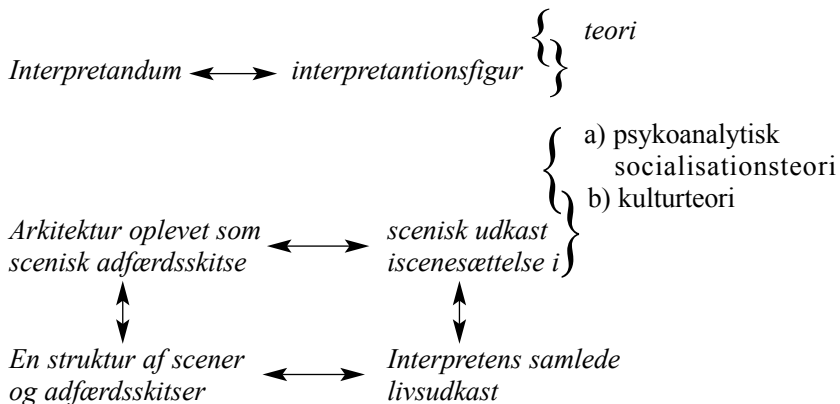 teori
Interpretandum interpretantionsfigur
a) psykoanalytisk
socialisationsteori
b) kulturteori
Arkitektur oplevet som
scenisk adfærdsskitse
scenisk udkast
iscenesættelse i
En struktur af scener
og adfærdsskitser
Interpretens samlede
livsudkast